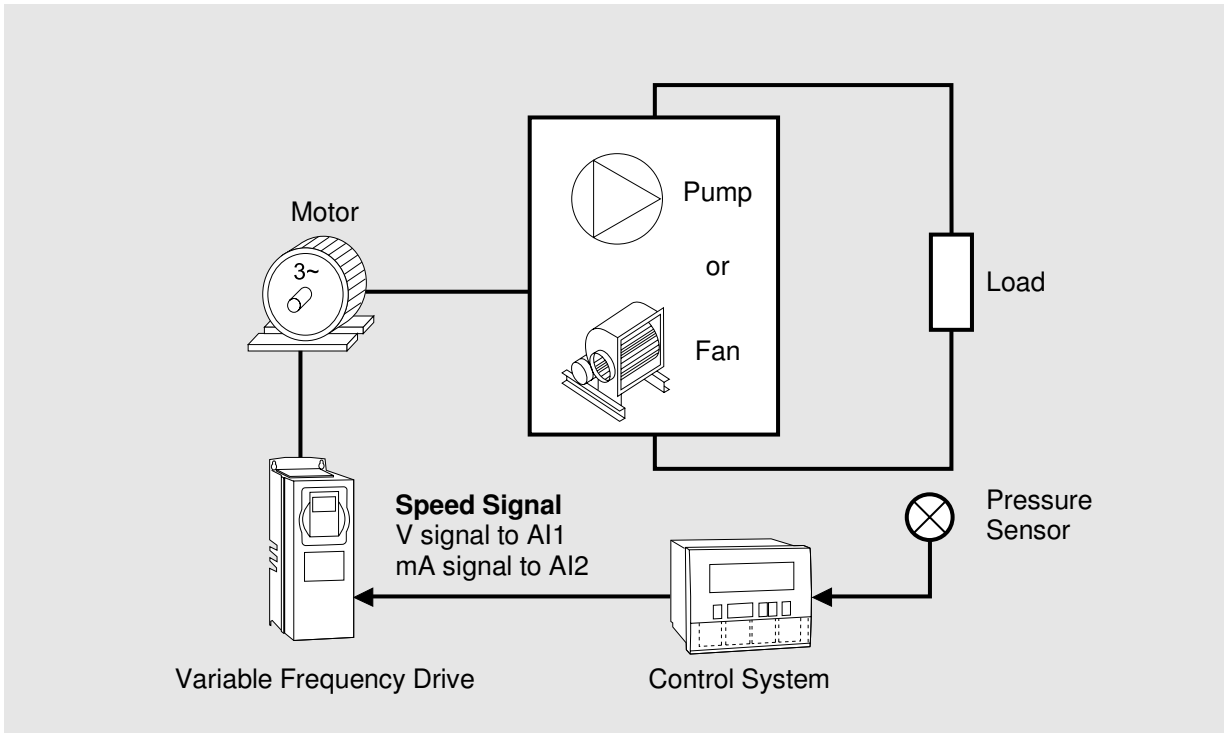 Motor
3~
Pump
or
Fan
Load
Speed Signal
V signal to AI1
mA signal to AI2
Pressure
Sensor
Variable Frequency Drive
Control System